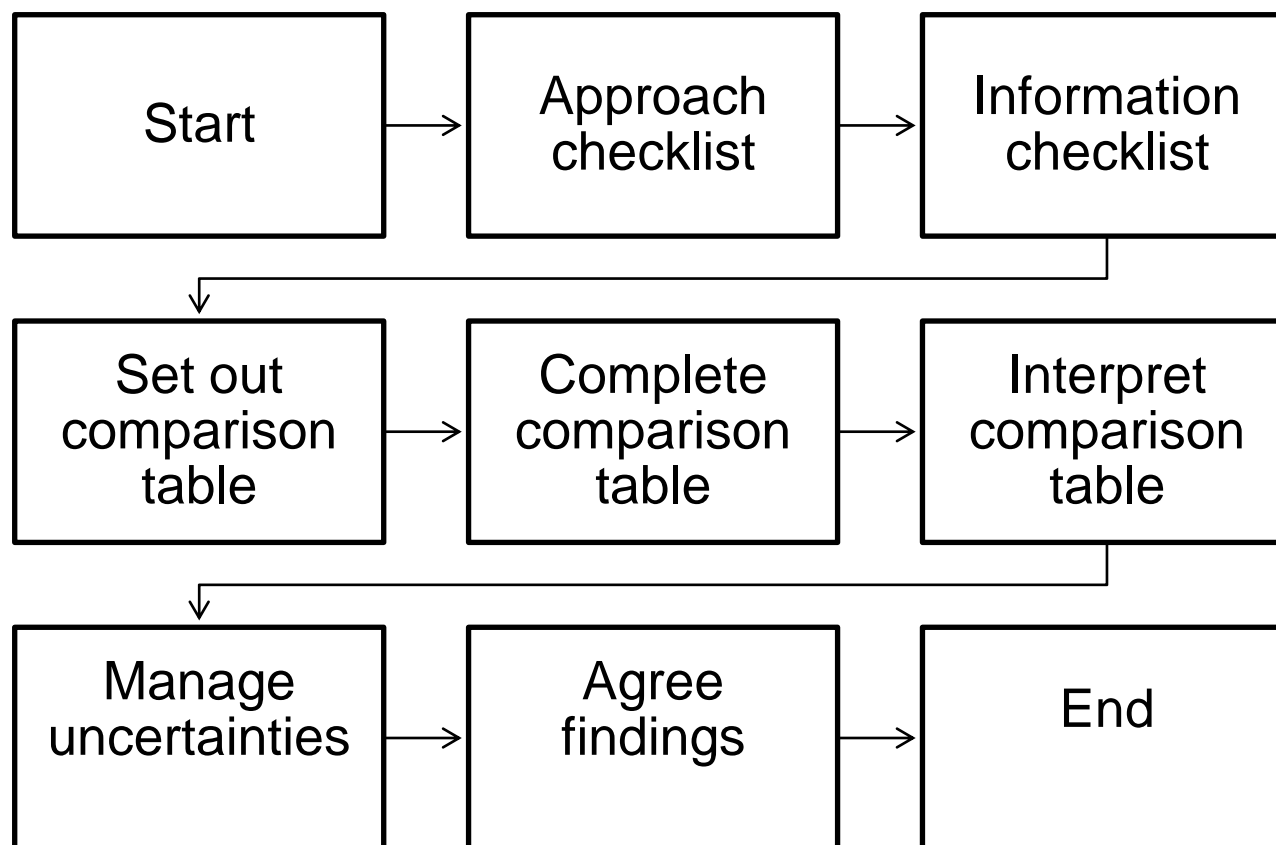 Start
Approach
checklist
Information
checklist
Set out
comparison
table
Complete
comparison
table
Interpret
comparison
table
Manage
uncertainties
Agree
findings
End